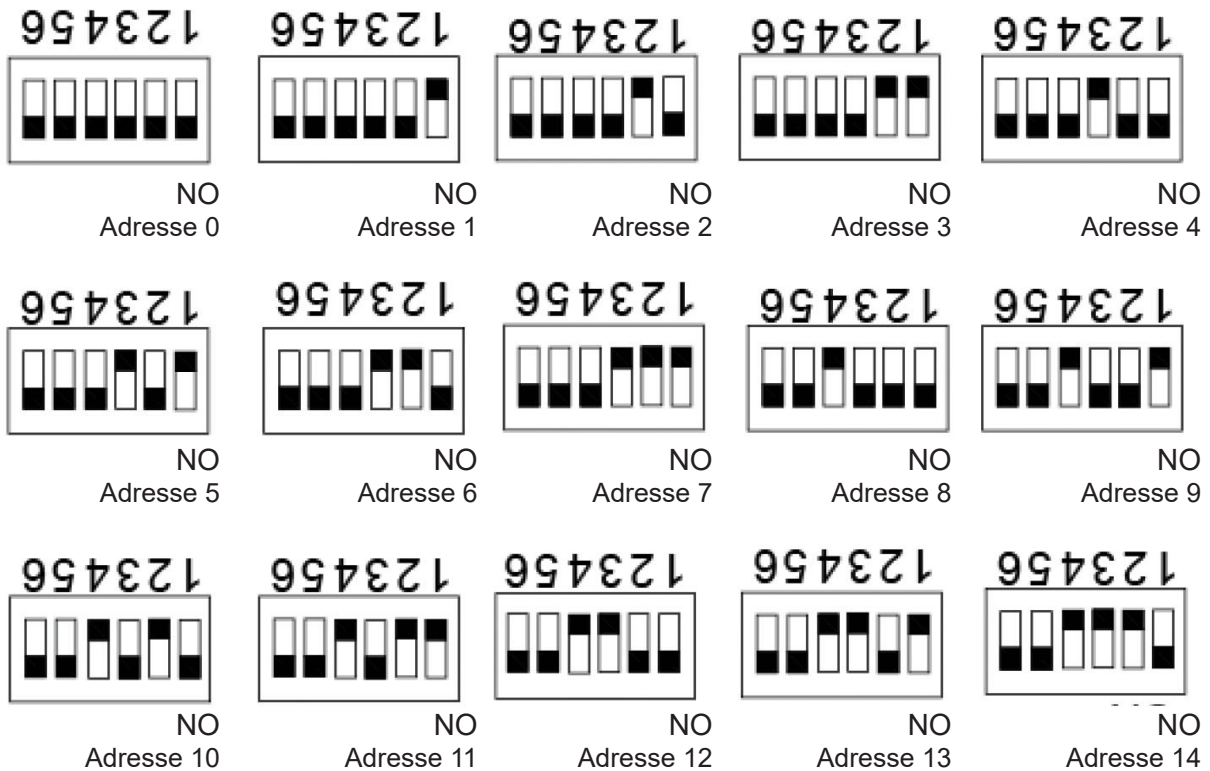 123456
NO
Adresse 0
123456
NO
Adresse 1
123456
NO
Adresse 2
123456
NO
Adresse 3
123456
NO
Adresse 4
123456
NO
Adresse 5
123456
NO
Adresse 6
123456
NO
Adresse 7
123456
NO
Adresse 8
123456
NO
Adresse 9
123456
NO
Adresse 10
123456
NO
Adresse 11
123456
NO
Adresse 12
123456
NO
Adresse 13
123456
NO
Adresse 14